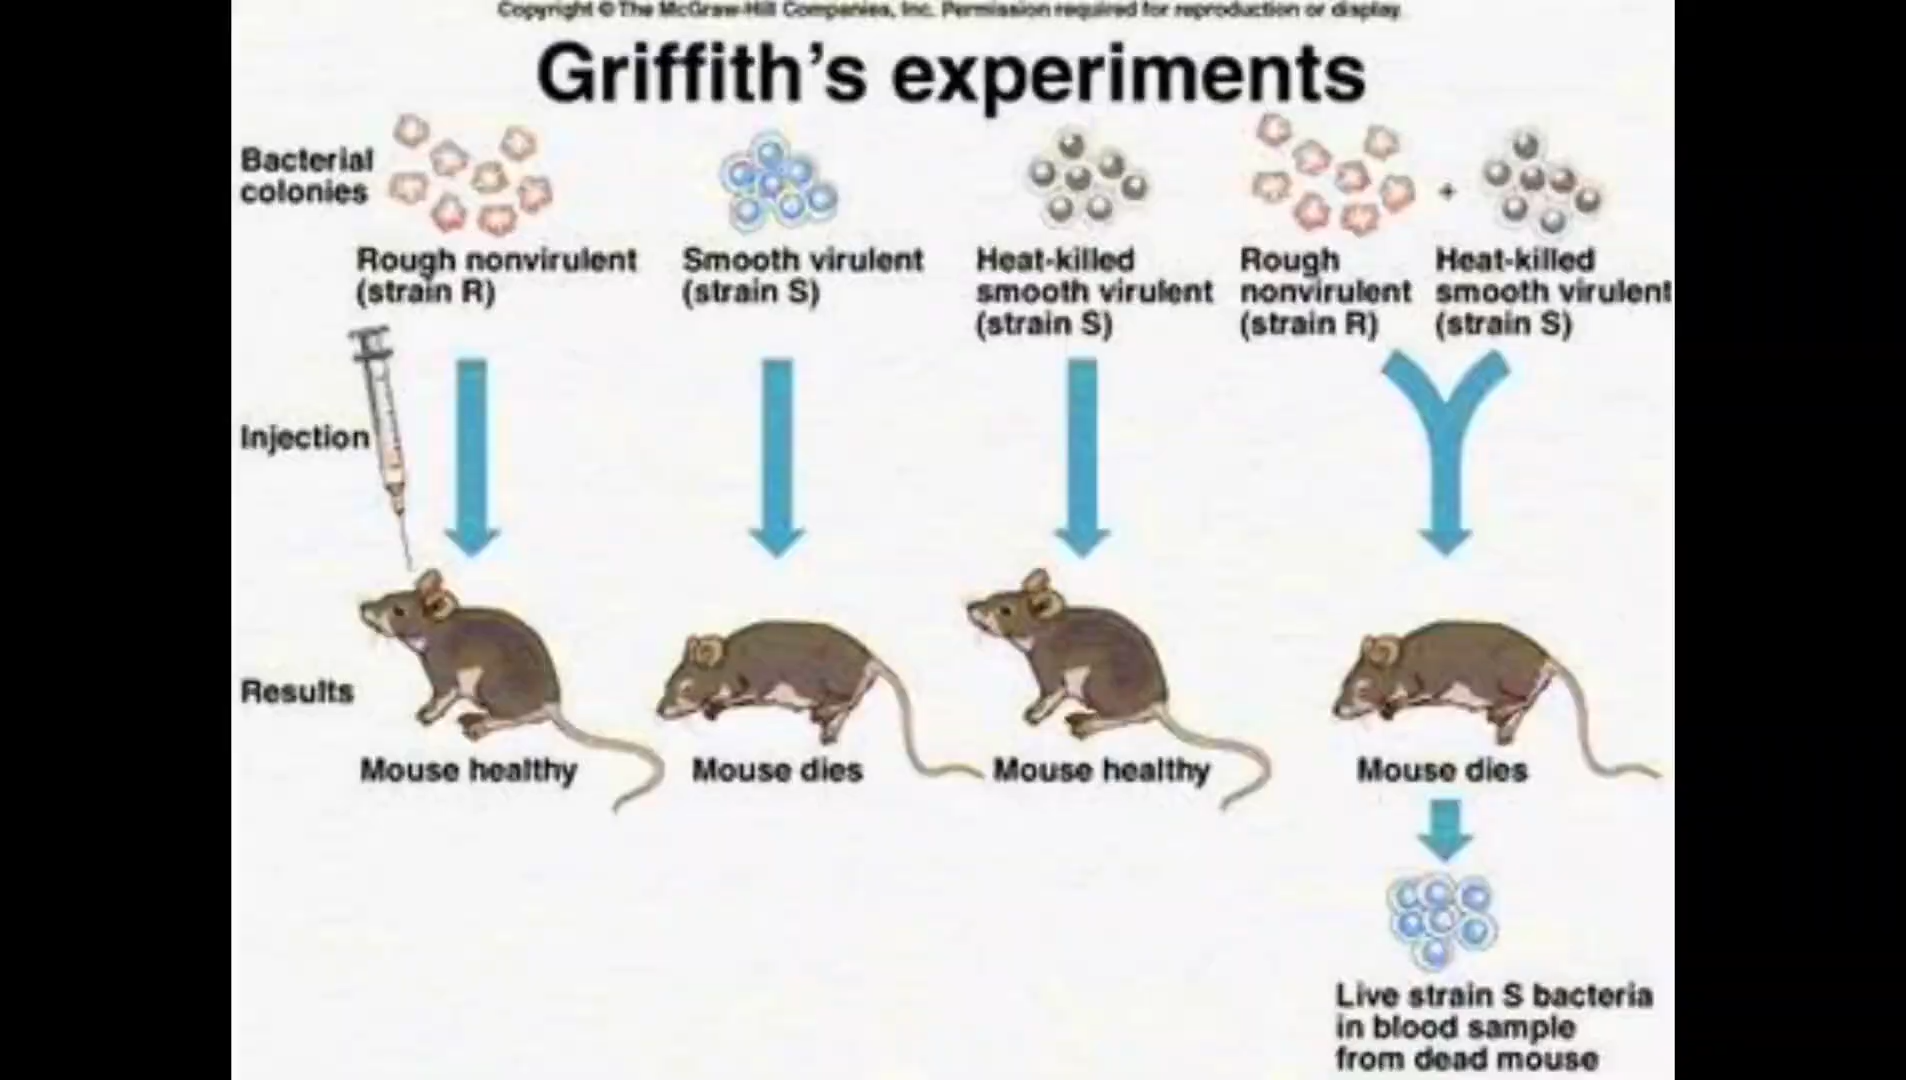 Copyright © The McGraw-Hill Companies, Inc. Permission required for reproduction or display.
Griffith's experiments
Bacterial
colonies
+
Rough nonvirulent
(strain R)
Smooth virulent
(strain S)
Heat-killed
smooth virulent
(strain S)
Rough
nonvirulent
(strain R)
Heat-killed
smooth virulent
(strain S)
Injection
Results
Mouse healthy
Mouse dies
Mouse healthy
Mouse dies
Live strain S bacteria
in blood sample
from dead mouse